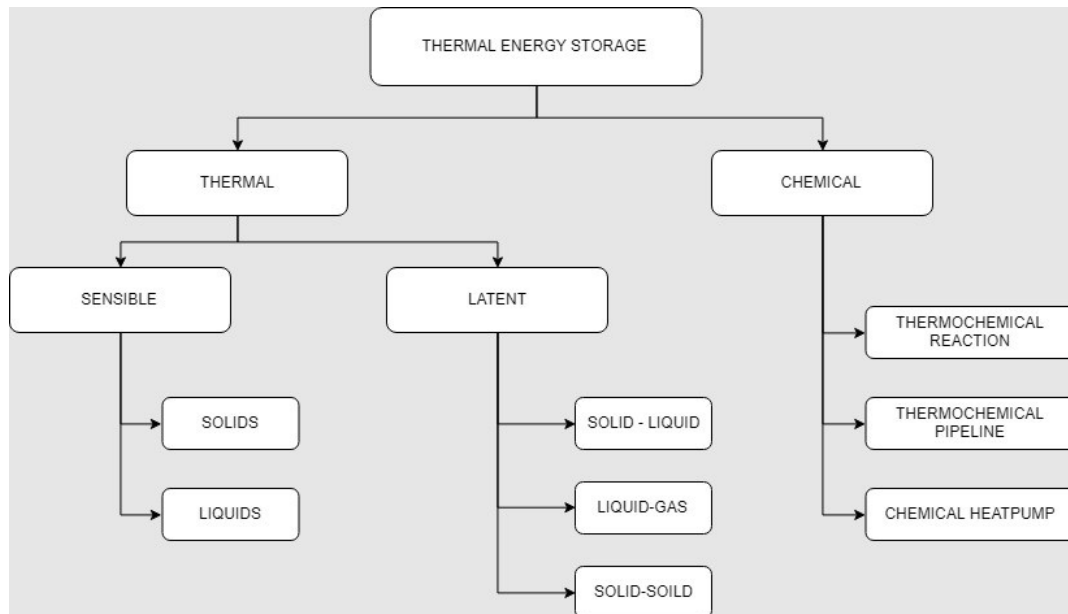 THERMAL ENERGY STORAGE
THERMAL
CHEMICAL
SENSIBLE
LATENT
THERMOCHEMICAL
REACTION
SOLIDS
SOLID - LIQUID
THERMOCHEMICAL
PIPELINE
LIQUIDS
LIQUID-GAS
CHEMICAL HEATPUMP
SOLID-SOILD